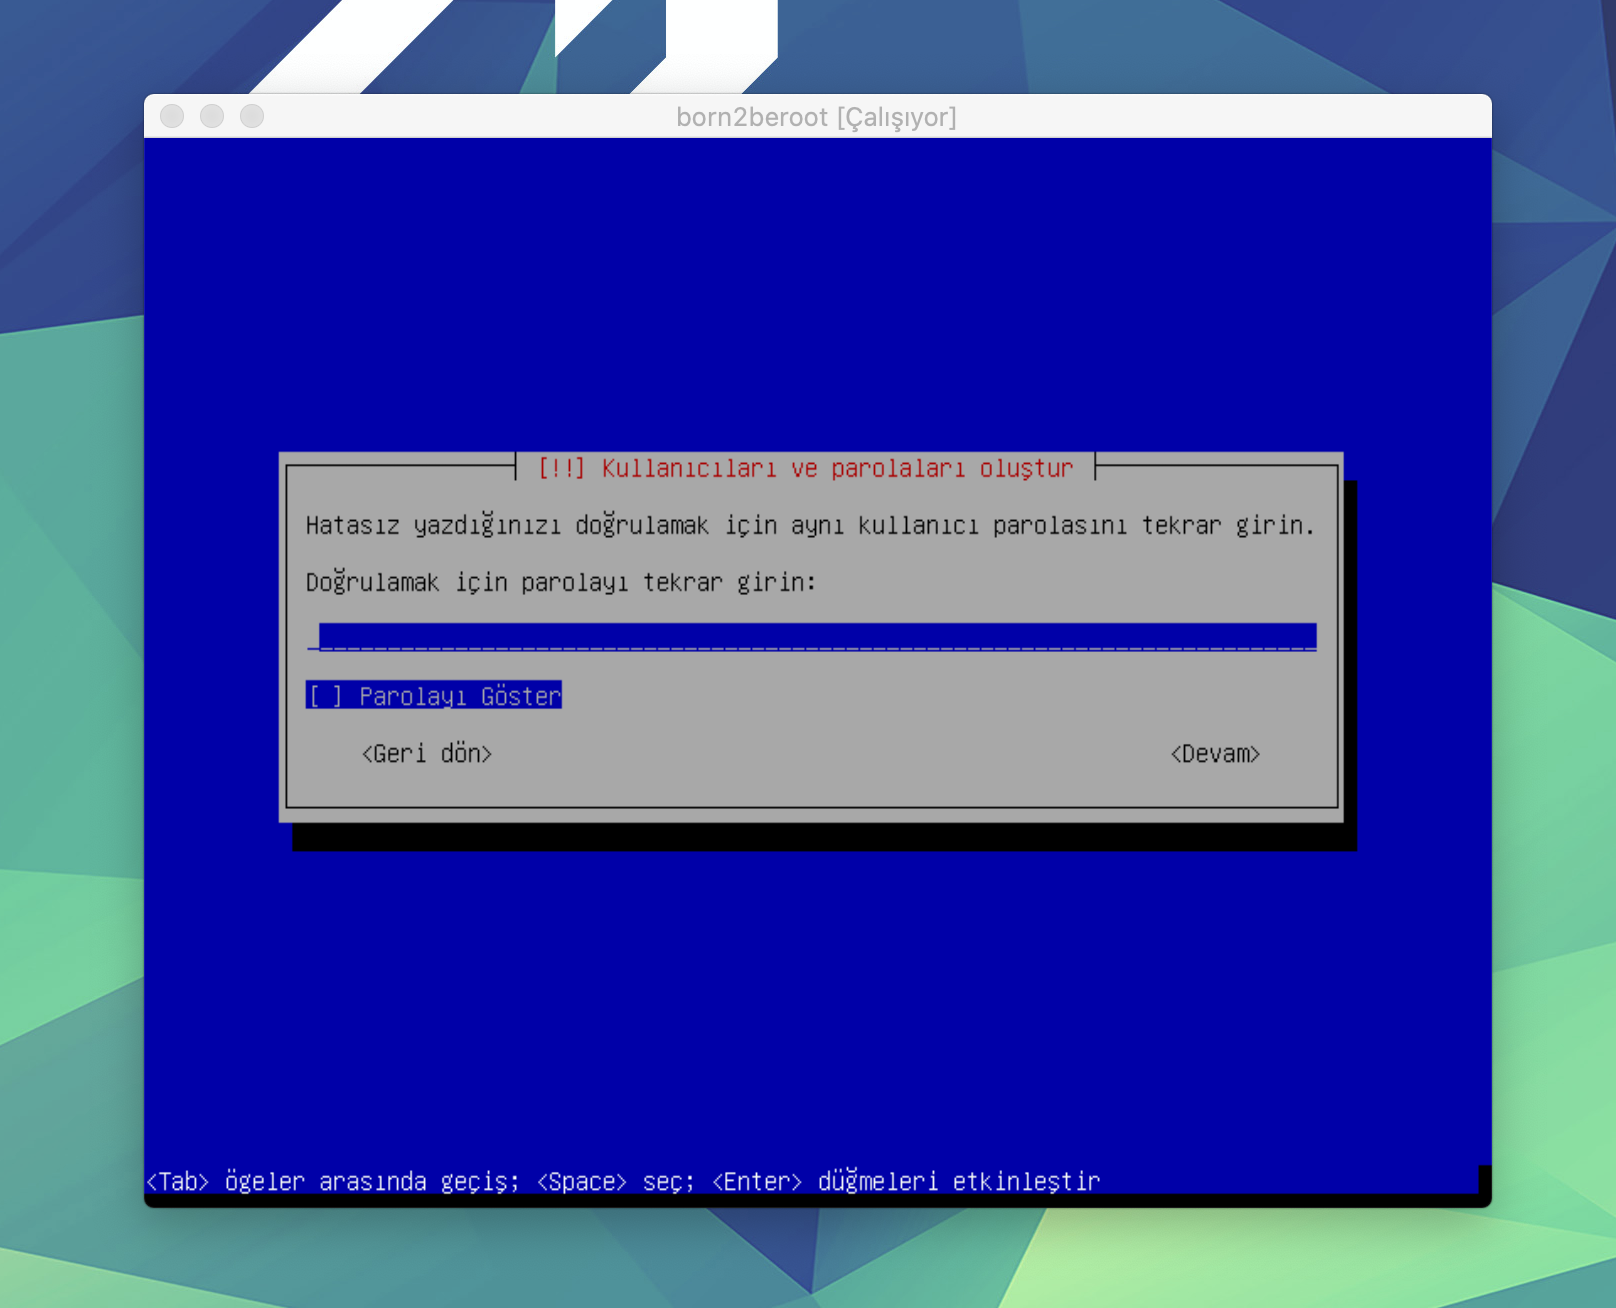 born2beroot [Çalışıyor]
[!!] Kullanıcıları ve parolaları oluştur
Hatasız yazdığınızı doğrulamak için aynı kullanıcı parolasını tekrar girin.
Doğrulamak için parolayı tekrar girin:
[ ] Parolayı Göster
<Geri dön> <Devam>
<Tab> ögeler arasında geçiş; <Space> seç; <Enter> düğmeleri etkinleştir